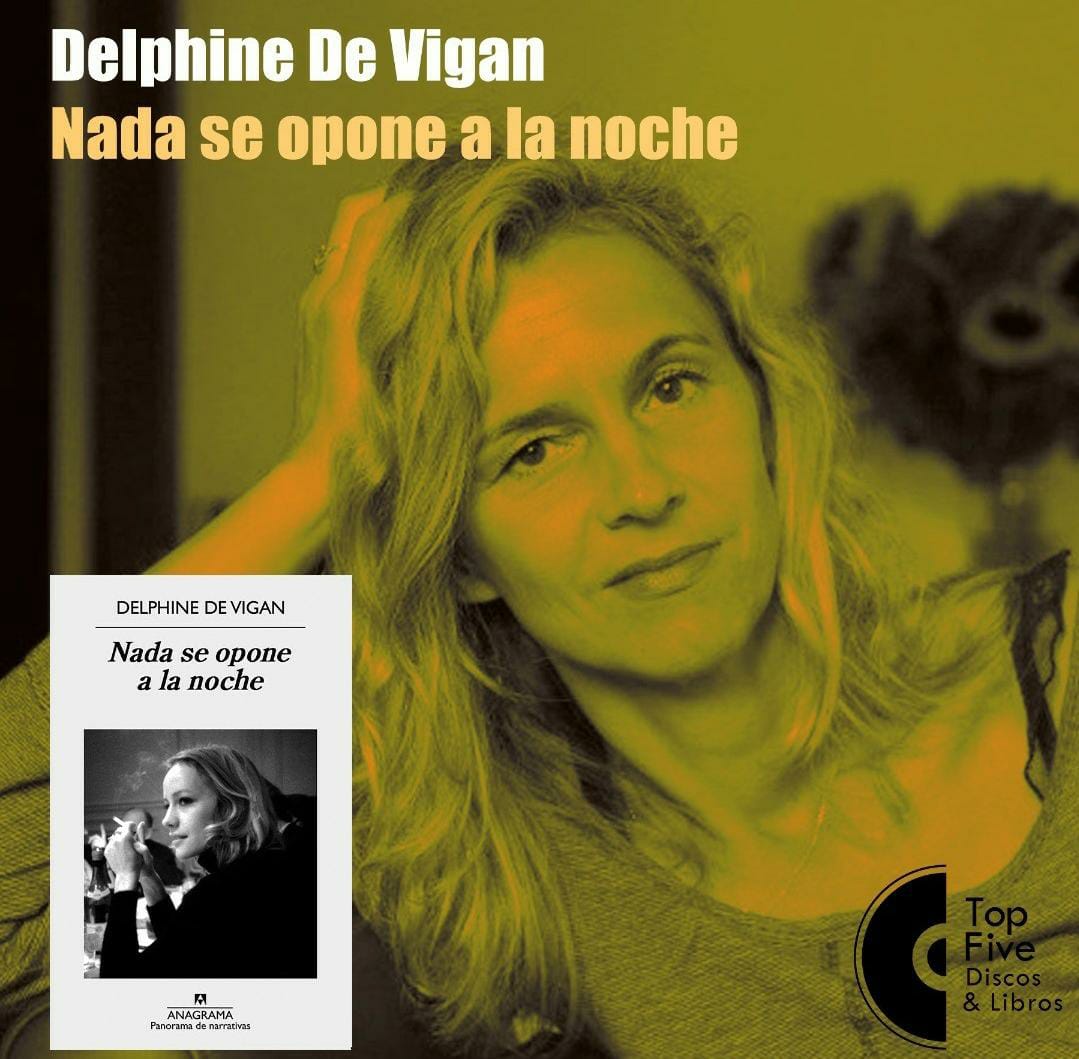 Delphine De Vigan
Nada se opone a la noche
DELPHINE DE VIGAN
Nada se opone
a la noche
ANAGRAMA
Panorama de narrativas
Top
Five
Discos
& Libros